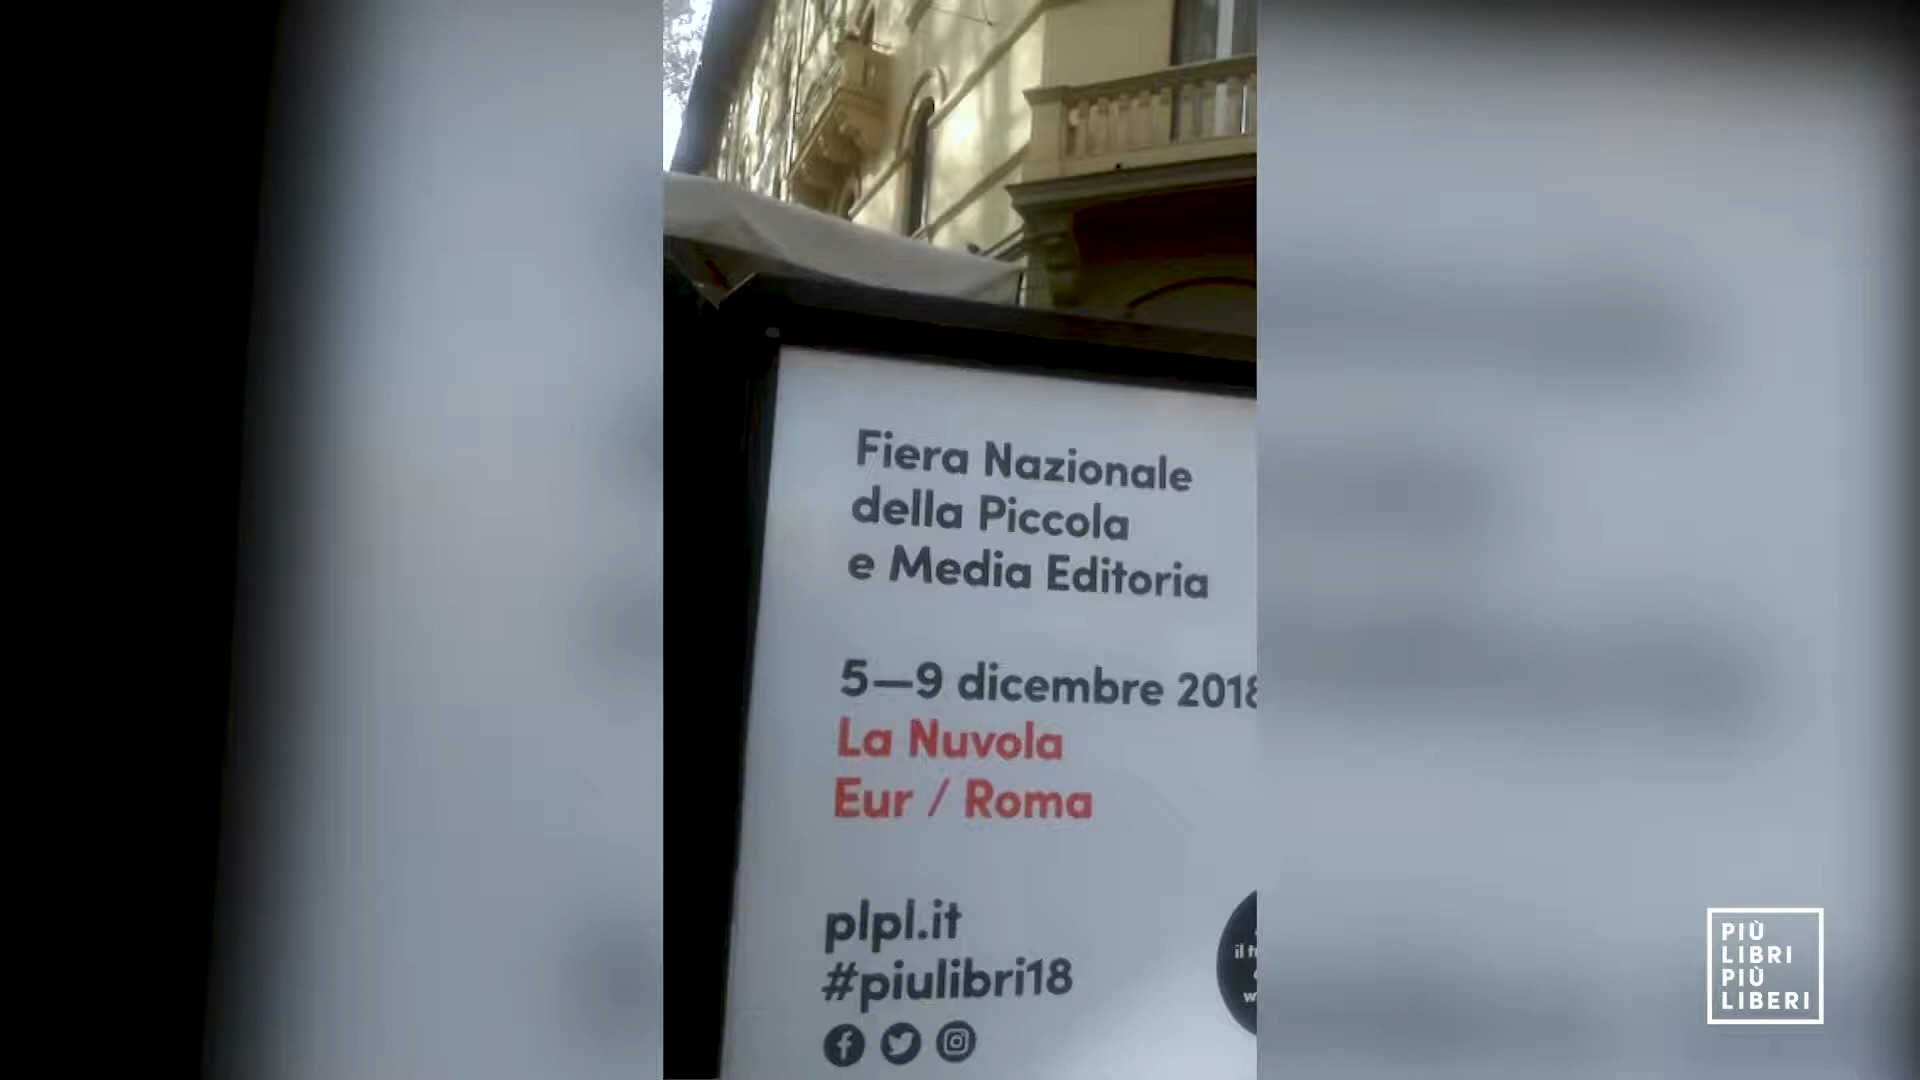 Fiera Nazionale
della Piccola
e Media Editoria
5—9 dicembre 2018
La Nuvola
Eur / Roma
plpl.it
#piulibri18
il
PIÙ
LIBRI
PIÙ
LIBERI